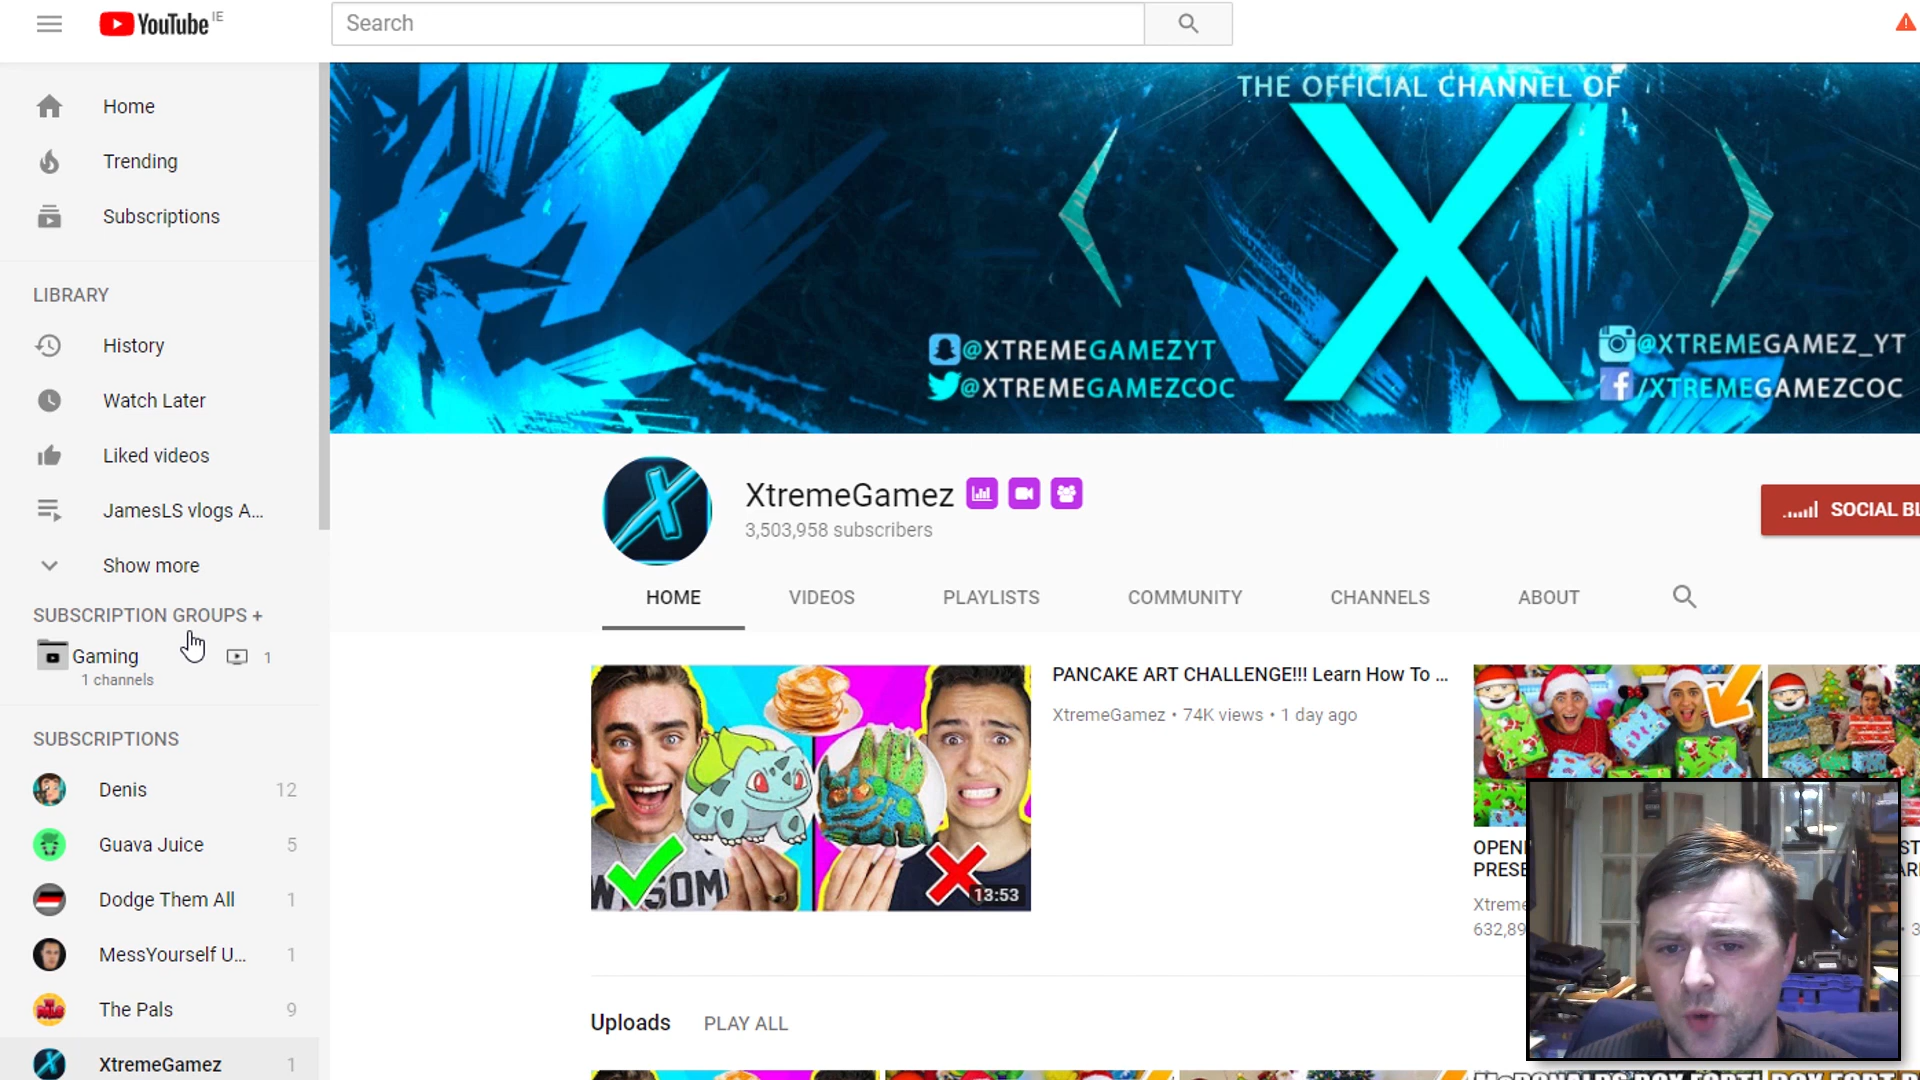 YouTube IE
Search
Home
Trending
Subscriptions
LIBRARY
History
Watch Later
Liked videos
JamesLS vlogs A...
Show more
SUBSCRIPTION GROUPS +
Gaming 1
1 channels
SUBSCRIPTIONS
Denis 12
Guava Juice 5
Dodge Them All 1
MessYourself U... 1
The Pals 9
XtremeGamez 1
THE OFFICIAL CHANNEL OF
X
@XTREMEGAMEZYT
@XTREMEGAMEZCOC
@XTREMEGAMEZ_YT
/XTREMEGAMEZCOC
XtremeGamez
3,503,958 subscribers
SOCIAL BL
HOME VIDEOS PLAYLISTS COMMUNITY CHANNELS ABOUT
13:53
PANCAKE ART CHALLENGE!!! Learn How To ...
XtremeGamez • 74K views • 1 day ago
OPENI
PRESE
Xtreme
632,89
Uploads PLAY ALL